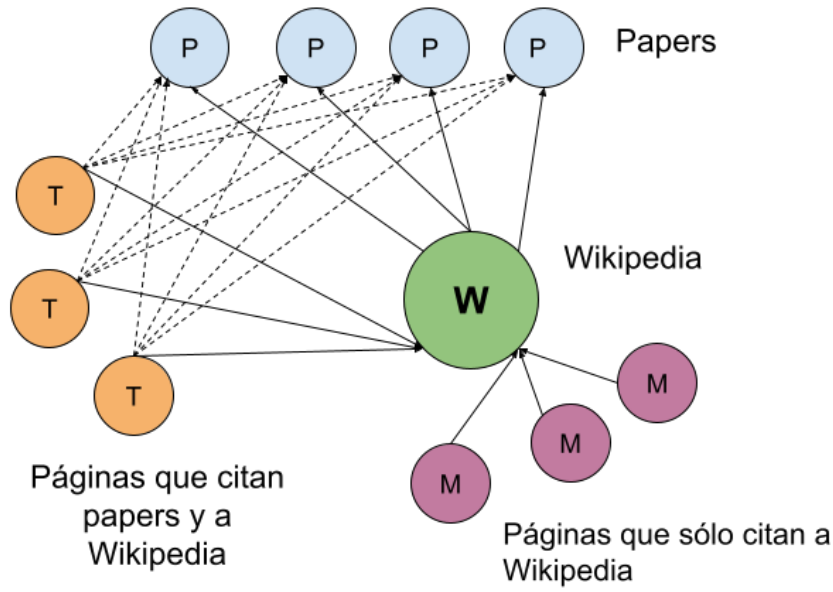 P P P P Papers
T
T
T
W
Wikipedia
M
M
M
Páginas que citan
papers y a
Wikipedia
Páginas que sólo citan a
Wikipedia